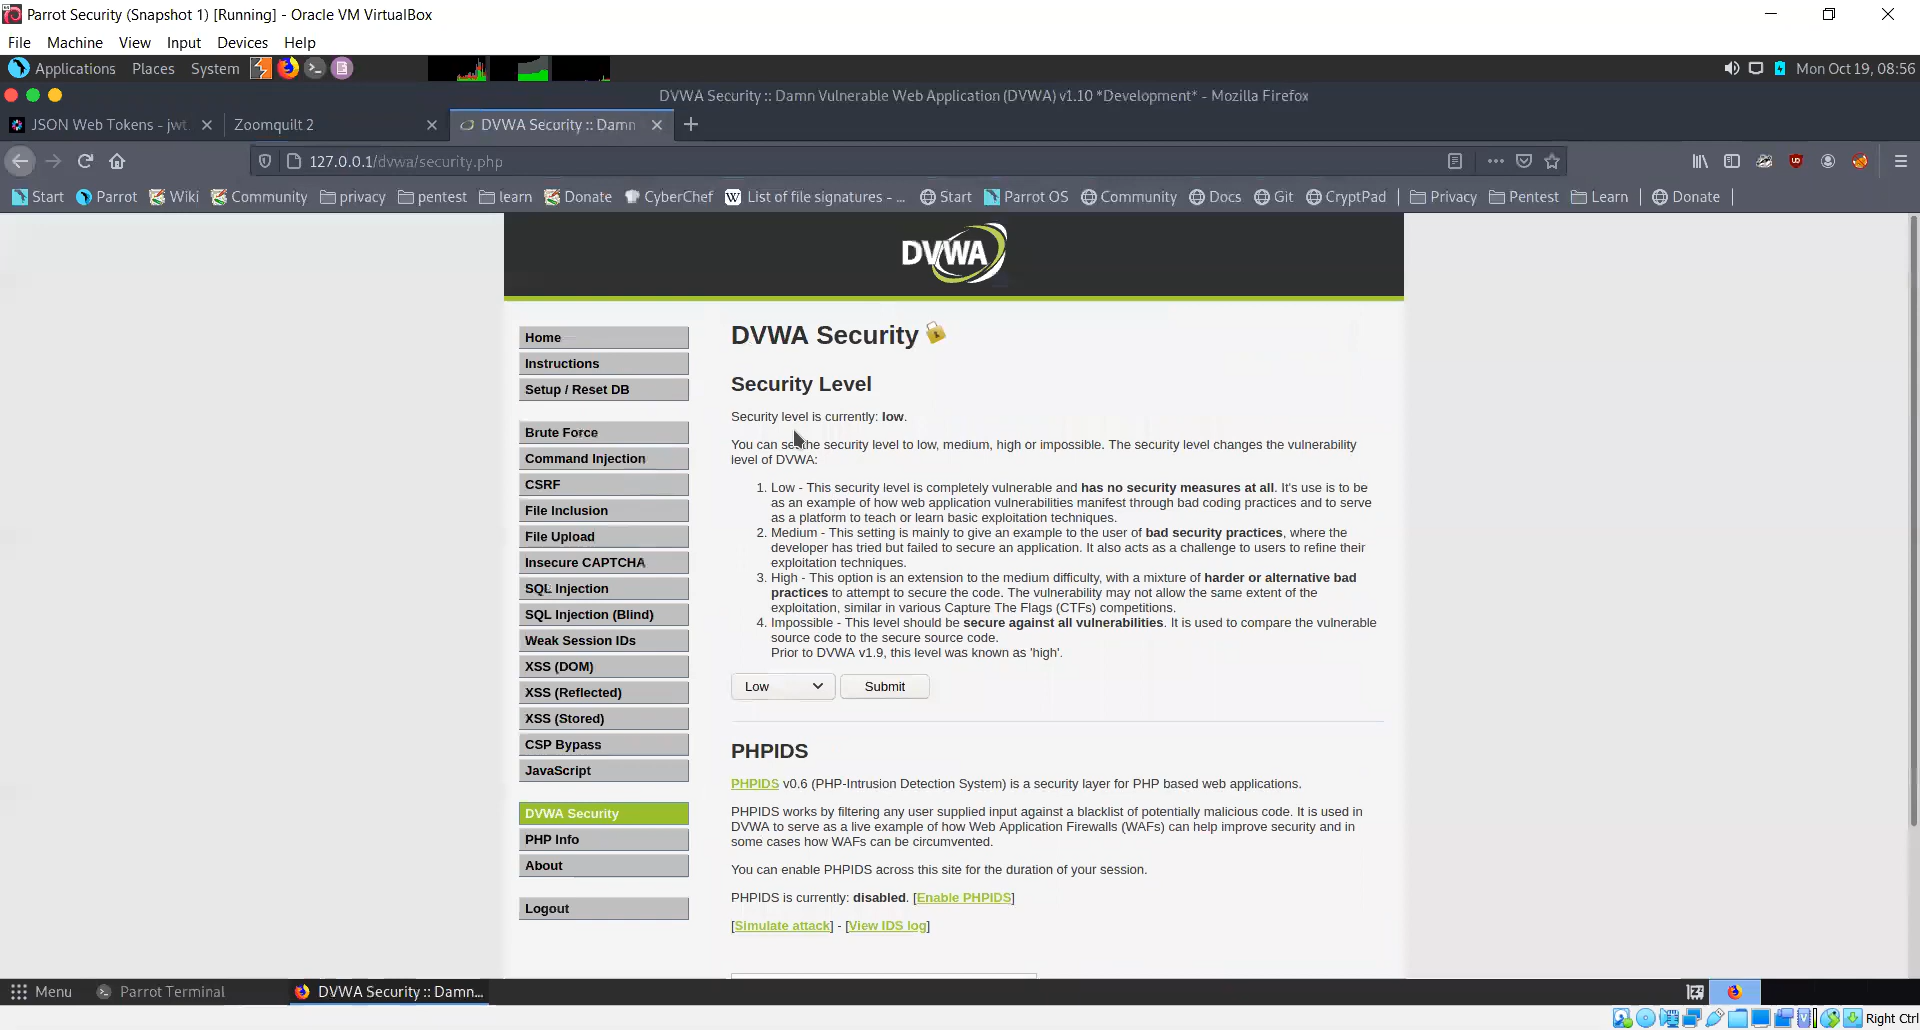 Parrot Security (Snapshot 1) [Running] - Oracle VM VirtualBox
File Machine View Input Devices Help
Applications Places System Mon Oct 19, 08:56
DVWA Security :: Damn Vulnerable Web Application (DVWA) v1.10 *Development* - Mozilla Firefox
JSON Web Tokens - jwt. Zoomquilt 2 DVWA Security :: Damn
127.0.0.1/dvwa/security.php
Start Parrot Wiki Community privacy pentest learn Donate CyberChef List of file signatures - ... Start Parrot OS Community Docs Git CryptPad Privacy Pentest Learn Donate
DVWA
Home
Instructions
Setup / Reset DB
Brute Force
Command Injection
CSRF
File Inclusion
File Upload
Insecure CAPTCHA
SQL Injection
SQL Injection (Blind)
Weak Session IDs
XSS (DOM)
XSS (Reflected)
XSS (Stored)
CSP Bypass
JavaScript
DVWA Security
PHP Info
About
Logout
DVWA Security
Security Level
Security level is currently: low.
You can set the security level to low, medium, high or impossible. The security level changes the vulnerability
level of DVWA:
1. Low - This security level is completely vulnerable and has no security measures at all. It's use is to be
as an example of how web application vulnerabilities manifest through bad coding practices and to serve
as a platform to teach or learn basic exploitation techniques.
2. Medium - This setting is mainly to give an example to the user of bad security practices, where the
developer has tried but failed to secure an application. It also acts as a challenge to users to refine their
exploitation techniques.
3. High - This option is an extension to the medium difficulty, with a mixture of harder or alternative bad
practices to attempt to secure the code. The vulnerability may not allow the same extent of the
exploitation, similar in various Capture The Flags (CTFs) competitions.
4. Impossible - This level should be secure against all vulnerabilities. It is used to compare the vulnerable
source code to the secure source code.
Prior to DVWA v1.9, this level was known as 'high'.
Low Submit
PHPIDS
PHPIDS v0.6 (PHP-Intrusion Detection System) is a security layer for PHP based web applications.
PHPIDS works by filtering any user supplied input against a blacklist of potentially malicious code. It is used in
DVWA to serve as a live example of how Web Application Firewalls (WAFs) can help improve security and in
some cases how WAFs can be circumvented.
You can enable PHPIDS across this site for the duration of your session.
PHPIDS is currently: disabled. [Enable PHPIDS]
[Simulate attack] - [View IDS log]
Menu Parrot Terminal DVWA Security :: Damn...
Right Ctrl